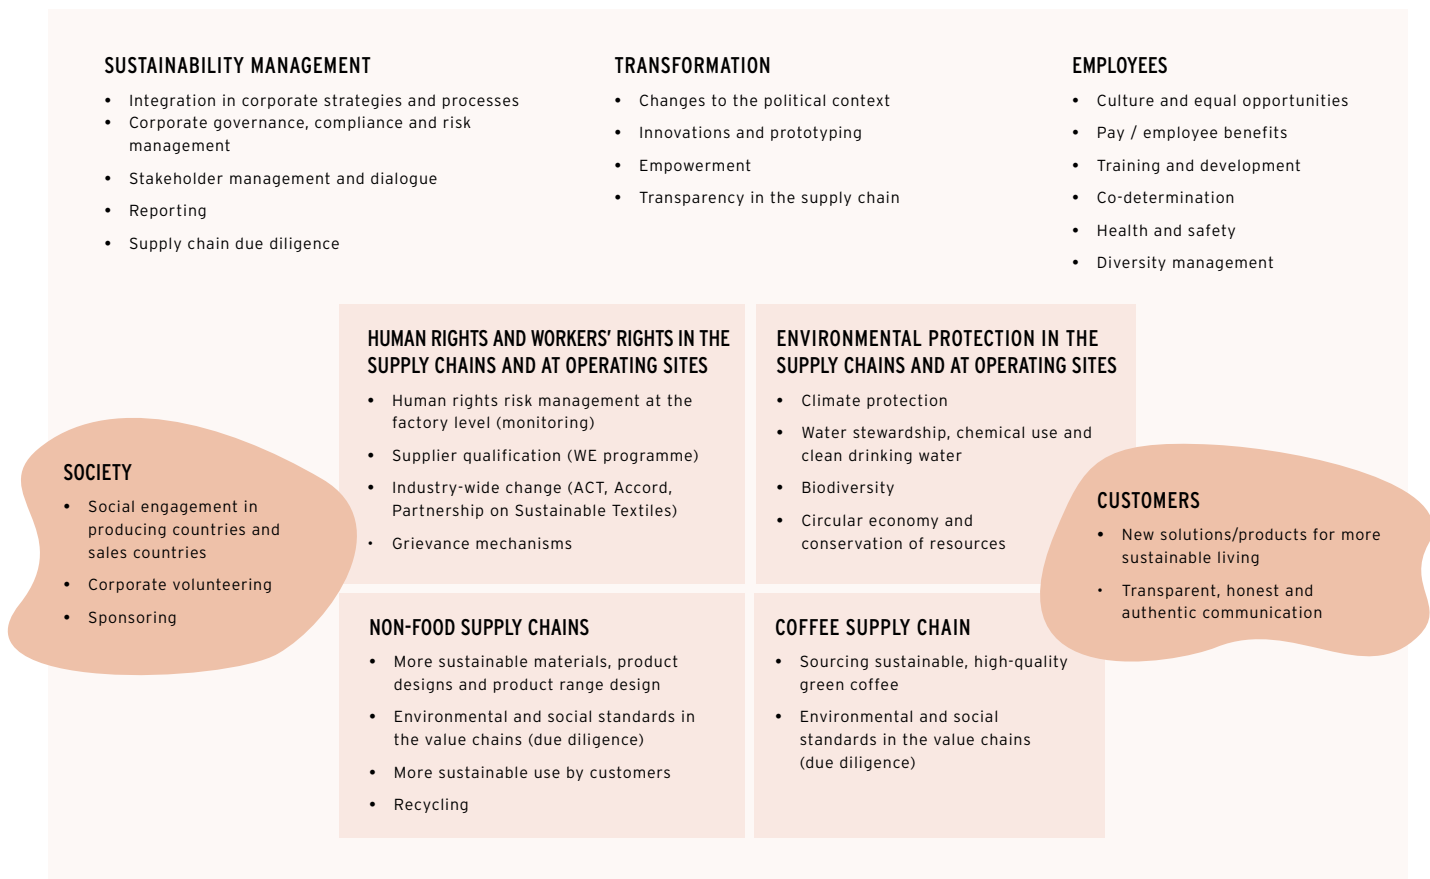 SUSTAINABILITY MANAGEMENT
• Integration in corporate strategies and processes
• Corporate governance, compliance and risk
management
• Stakeholder management and dialogue
• Reporting
• Supply chain due diligence
TRANSFORMATION
• Changes to the political context
• Innovations and prototyping
• Empowerment
• Transparency in the supply chain
EMPLOYEES
• Culture and equal opportunities
• Pay / employee benefits
• Training and development
• Co-determination
• Health and safety
• Diversity management
SOCIETY
• Social engagement in
producing countries and
sales countries
• Corporate volunteering
• Sponsoring
HUMAN RIGHTS AND WORKERS’ RIGHTS IN THE
SUPPLY CHAINS AND AT OPERATING SITES
• Human rights risk management at the
factory level (monitoring)
• Supplier qualification (WE programme)
• Industry-wide change (ACT, Accord,
Partnership on Sustainable Textiles)
• Grievance mechanisms
ENVIRONMENTAL PROTECTION IN THE
SUPPLY CHAINS AND AT OPERATING SITES
• Climate protection
• Water stewardship, chemical use and
clean drinking water
• Biodiversity
• Circular economy and
conservation of resources
CUSTOMERS
• New solutions/products for more
sustainable living
• Transparent, honest and
authentic communication
NON-FOOD SUPPLY CHAINS
• More sustainable materials, product
designs and product range design
• Environmental and social standards in
the value chains (due diligence)
• More sustainable use by customers
• Recycling
COFFEE SUPPLY CHAIN
• Sourcing sustainable, high-quality
green coffee
• Environmental and social
standards in the value chains
(due diligence)